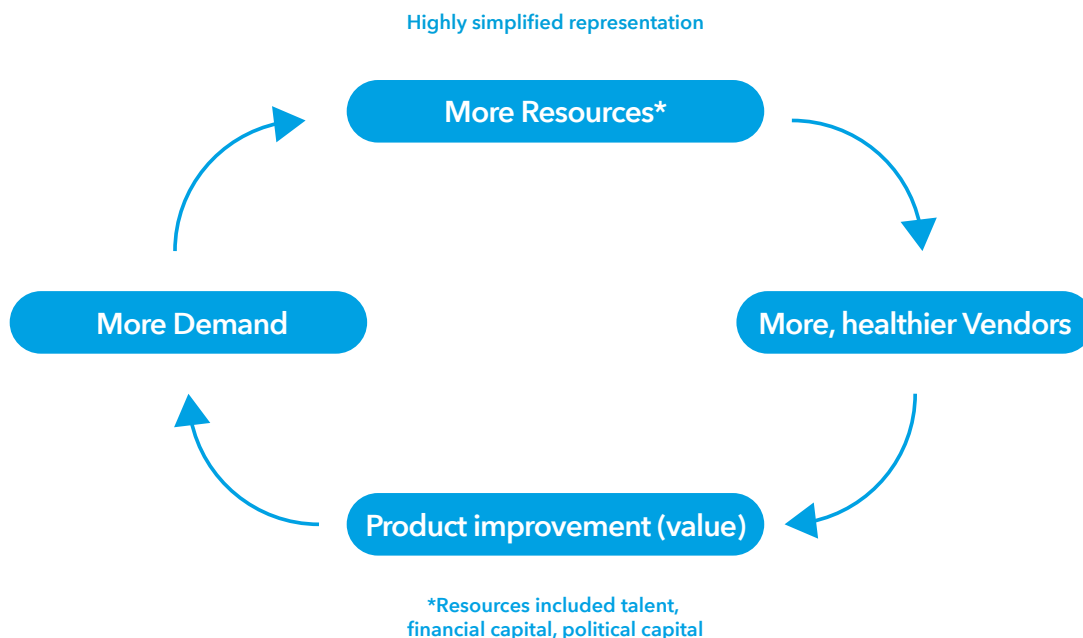 Highly simplified representation
More Resources*
More Demand
More, healthier Vendors
Product improvement (value)
*Resources included talent,
financial capital, political capital